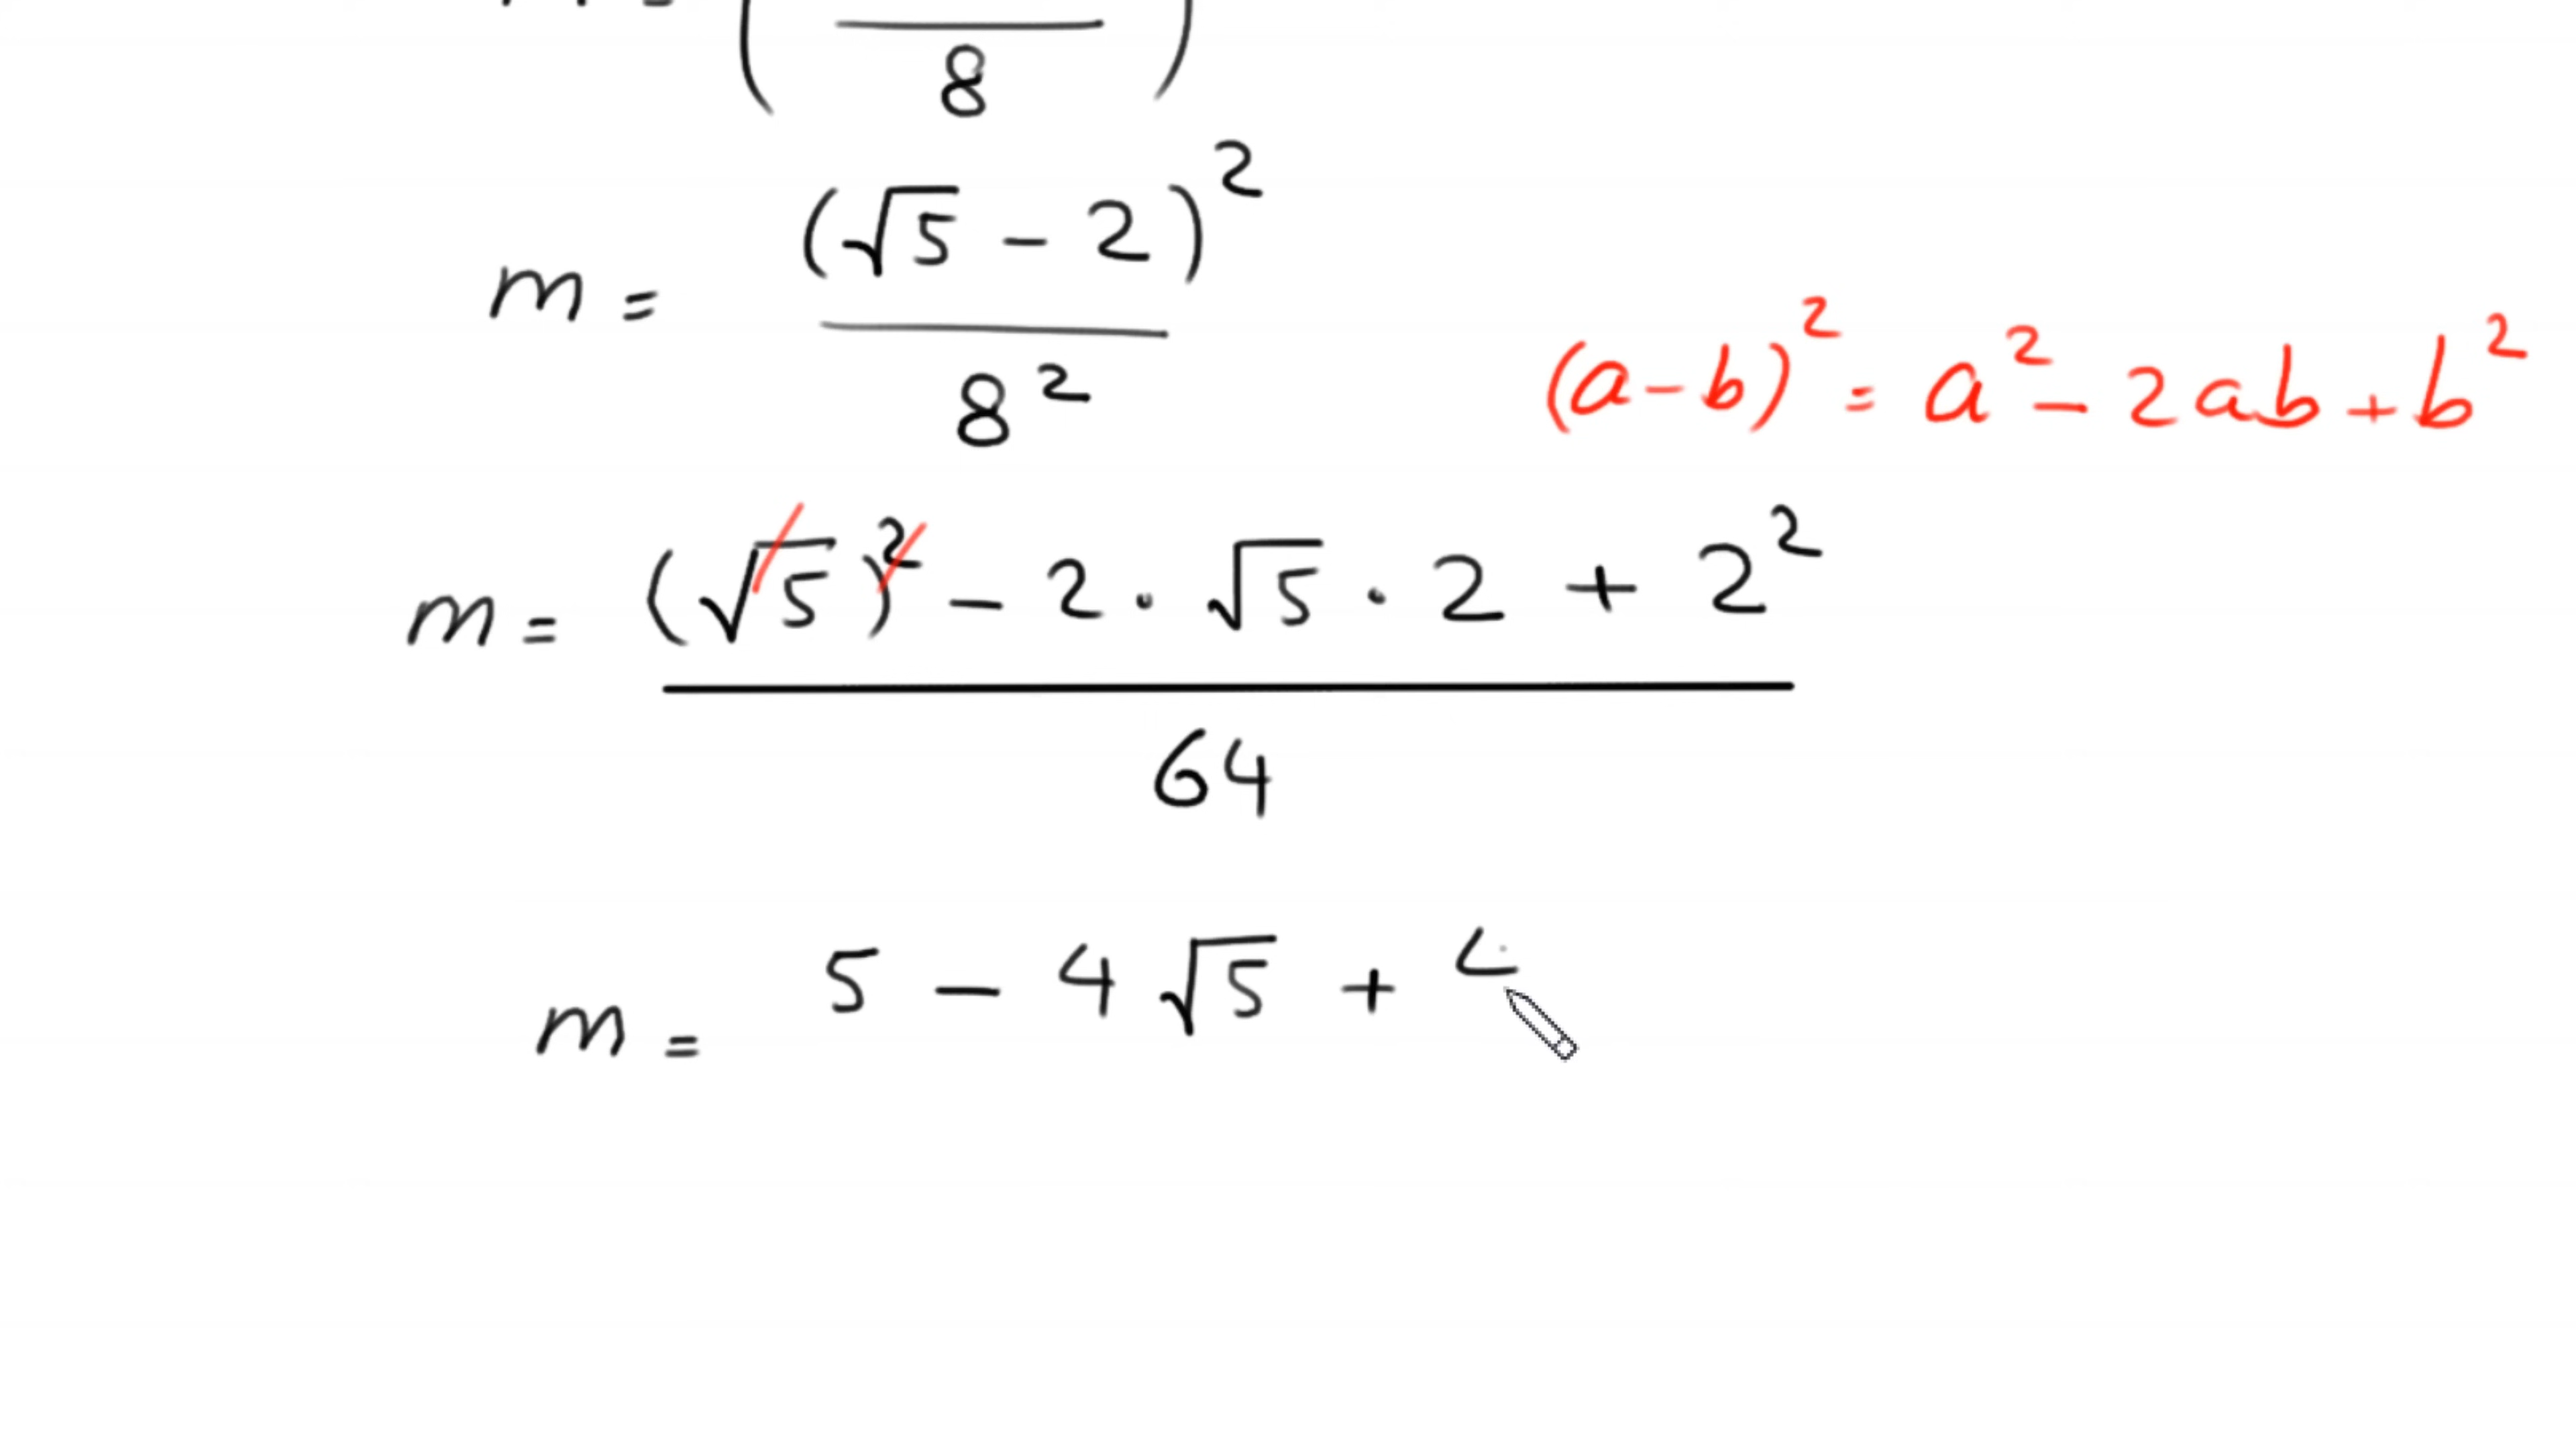 8
m = (√5 - 2)²
8²
(a-b)² = a² - 2ab + b²
m = (√5)² - 2 · √5 · 2 + 2²
64
m = 5 - 4√5 +